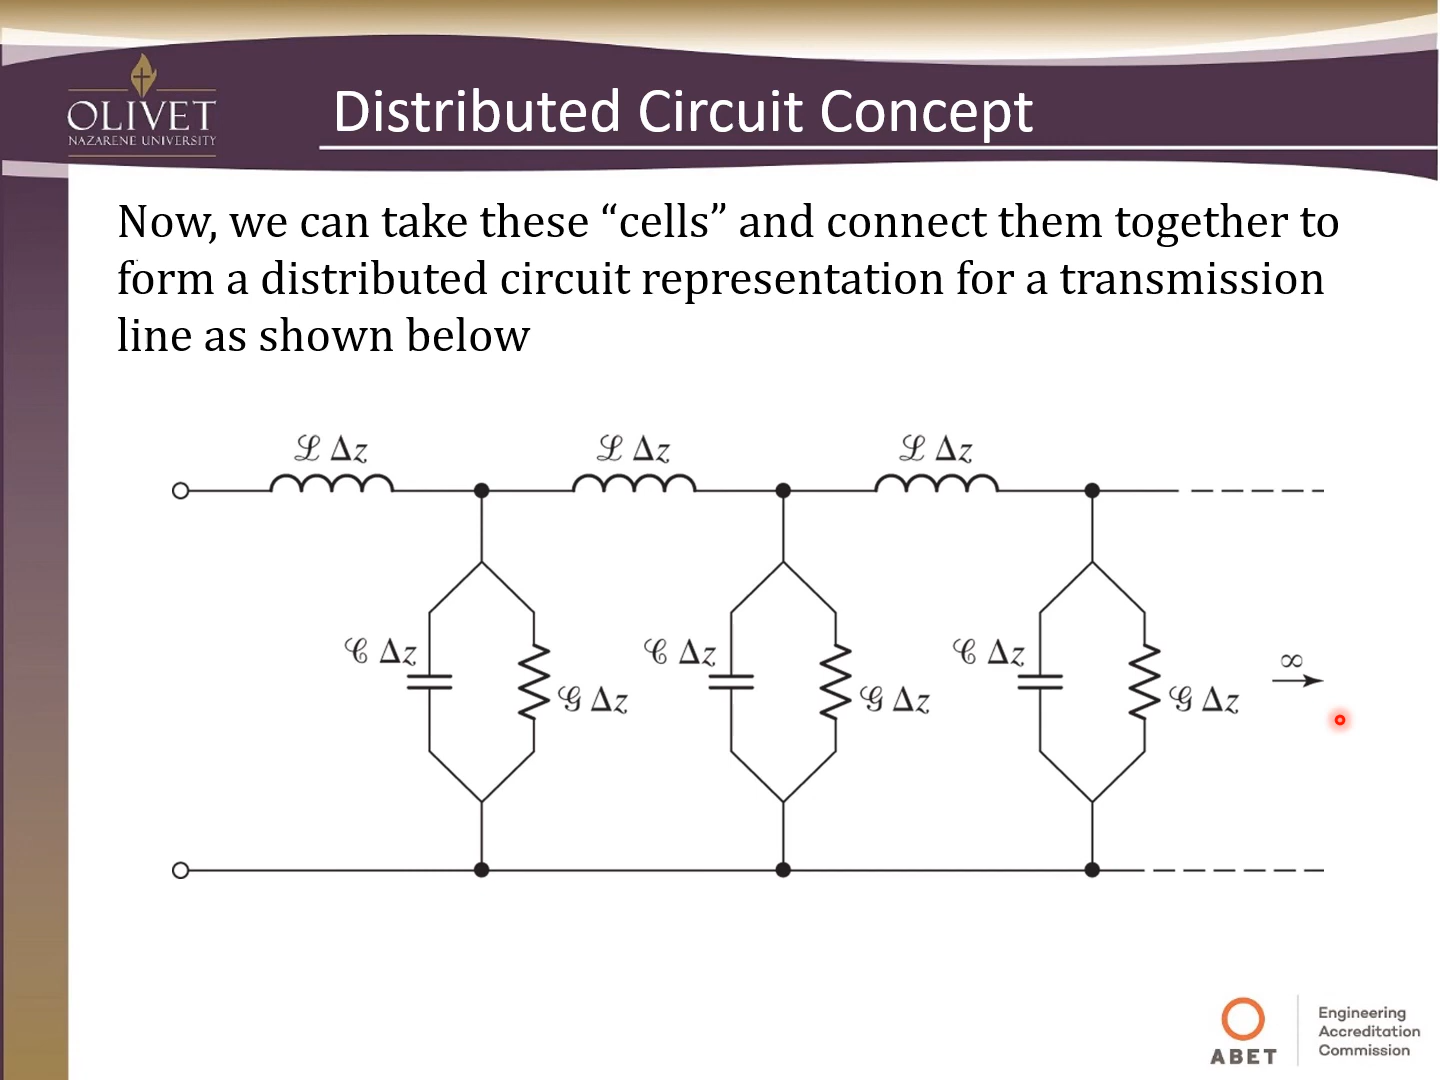 OLIVET
NAZARENE UNIVERSITY
Distributed Circuit Concept
Now, we can take these “cells” and connect them together to
form a distributed circuit representation for a transmission
line as shown below
ℒ Δz
ℒ Δz
ℒ Δz
𝒞 Δz
𝒢 Δz
𝒞 Δz
𝒢 Δz
𝒞 Δz
𝒢 Δz
∞
ABET
Engineering
Accreditation
Commission